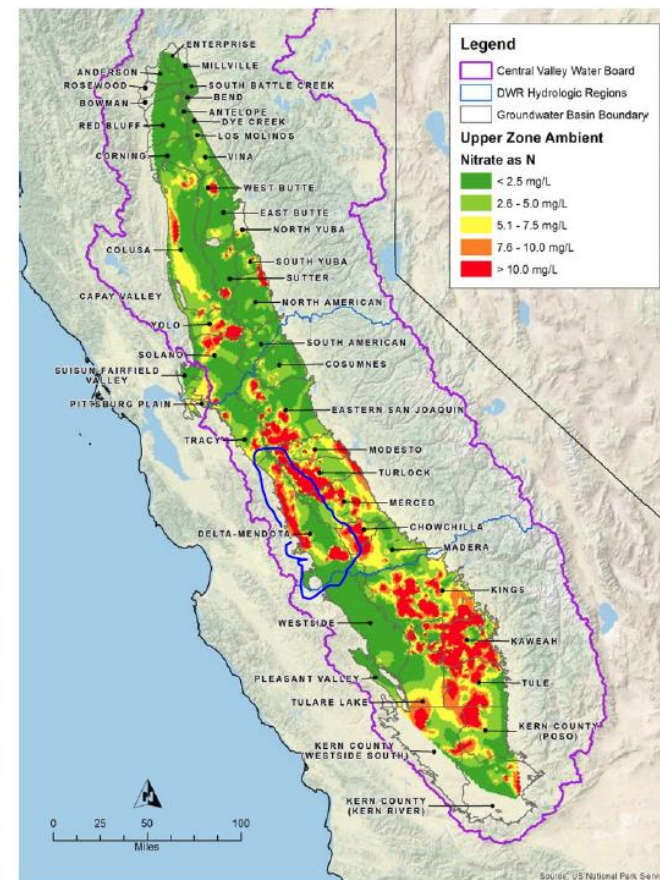 ENTERPRISE
ANDERSON
MILLVILLE
ROSEWOOD
SOUTH BATTLE CREEK
BEND
BOWMAN
ANTELOPE
DYE CREEK
RED BLUFF
LOS MOLINOS
CORNING
VINA
WEST BUTTE
EAST BUTTE
NORTH YUBA
COLUSA
SOUTH YUBA
SUTTER
CAPAY VALLEY
NORTH AMERICAN
YOLO
SOUTH AMERICAN
SOLANO
COSUMNES
SUISUN FAIRFIELD
VALLEY
PITTSBURG PLAIN
EASTERN SAN JOAQUIN
TRACY
MODESTO
TURLOCK
MERCED
DELTA-MENDOTA
CHOWCHILLA
MADERA
KINGS
WESTSIDE
KAWEAH
PLEASANT VALLEY
TULE
TULARE LAKE
KERN COUNTY
(POSO)
KERN COUNTY
(WESTSIDE SOUTH)
KERN COUNTY
(KERN RIVER)
Legend
Central Valley Water Board
DWR Hydrologic Regions
Groundwater Basin Boundary
Upper Zone Ambient
Nitrate as N
< 2.5 mg/L
2.6 - 5.0 mg/L
5.1 - 7.5 mg/L
7.6 - 10.0 mg/L
> 10.0 mg/L
N
0 25 50 100
Miles
Source: US National Park Serv